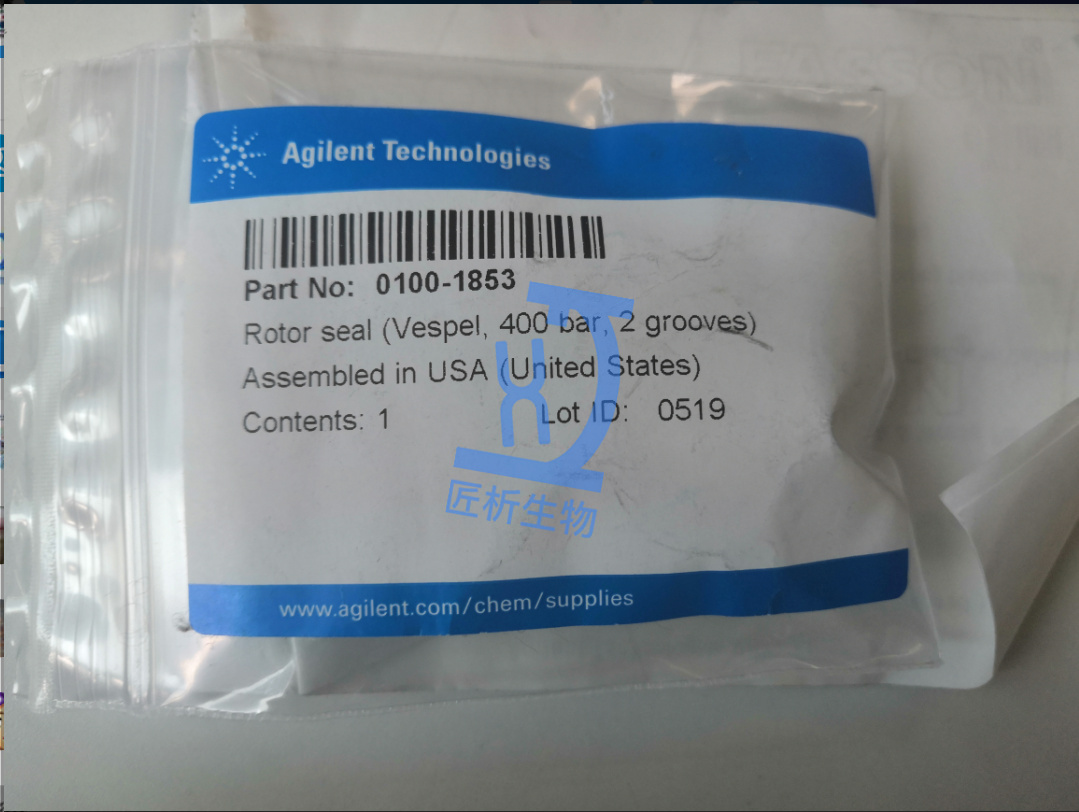 Agilent Technologies
Part No: 0100-1853
Rotor seal (Vespel, 400 bar, 2 grooves)
Assembled in USA (United States)
Contents: 1 Lot ID: 0519
匠析生物
www.agilent.com/chem/supplies